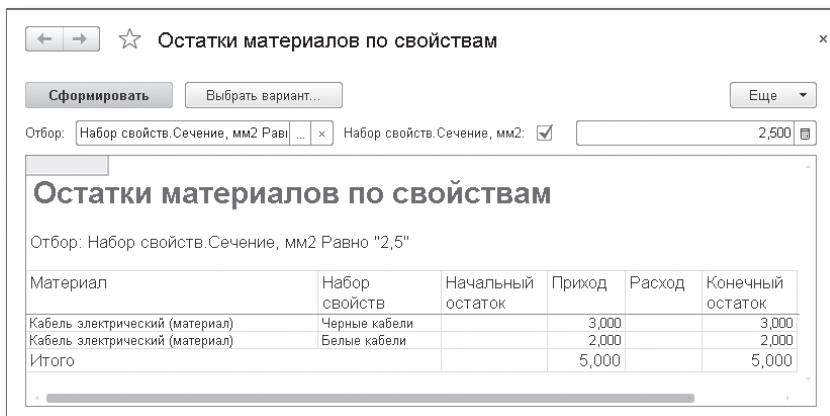 Остатки материалов по свойствам
Сформировать Выбрать вариант... Еще
Отбор: Набор свойств.Сечение, мм2 Равı ... × Набор свойств.Сечение, мм2: 2,500
Остатки материалов по свойствам
Отбор: Набор свойств.Сечение, мм2 Равно "2,5"
Материал Набор свойств Начальный остаток Приход Расход Конечный остаток
Кабель электрический (материал) Черные кабели 3,000 3,000
Кабель электрический (материал) Белые кабели 2,000 2,000
Итого 5,000 5,000